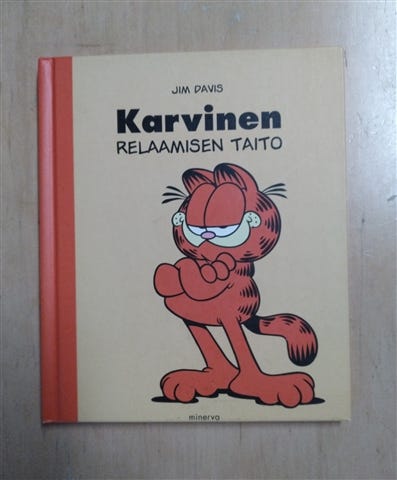 JIM DAVIS
Karvinen
RELAAMISEN TAITO
minerva